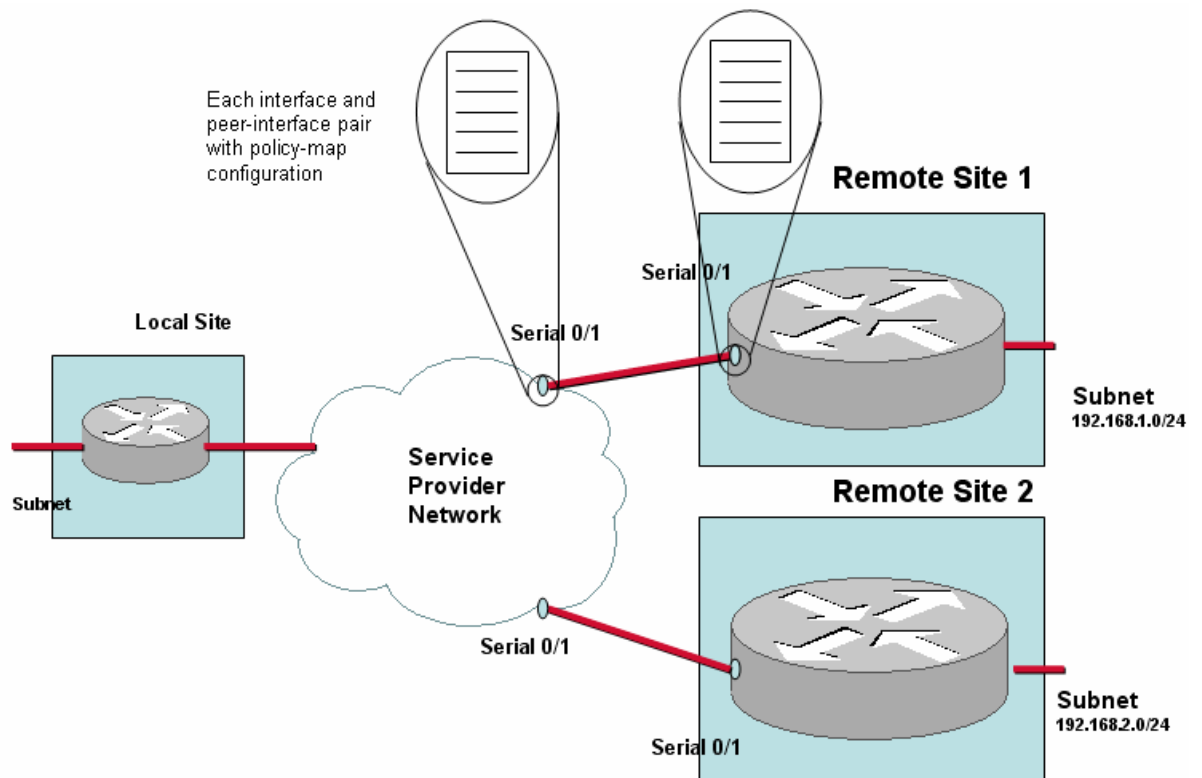 Each interface and
peer-interface pair
with policy-map
configuration
Remote Site 1
Serial 0/1
Local Site
Serial 0/1
Subnet
192.168.1.0/24
Service
Provider
Network
Subnet
Remote Site 2
Serial 0/1
Subnet
192.168.2.0/24
Serial 0/1